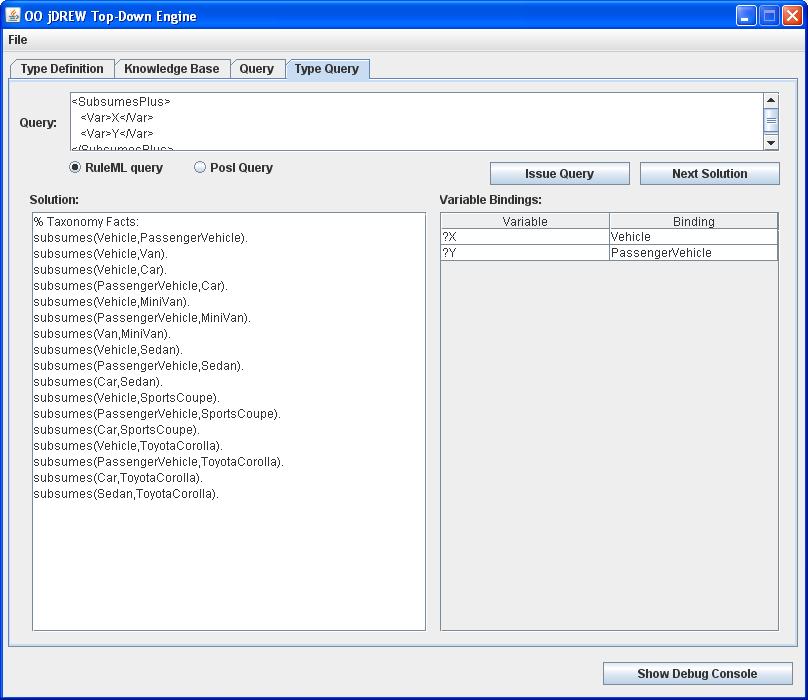 OO jDREW Top-Down Engine
File
Type Definition Knowledge Base Query Type Query
Query:
<SubsumesPlus>
<Var>X</Var>
<Var>Y</Var>
</SubsumesPlus>
RuleML query Posl Query
Issue Query Next Solution
Solution:
% Taxonomy Facts:
subsumes(Vehicle,PassengerVehicle).
subsumes(Vehicle,Van).
subsumes(Vehicle,Car).
subsumes(PassengerVehicle,Car).
subsumes(Vehicle,MiniVan).
subsumes(PassengerVehicle,MiniVan).
subsumes(Van,MiniVan).
subsumes(Vehicle,Sedan).
subsumes(PassengerVehicle,Sedan).
subsumes(Car,Sedan).
subsumes(Vehicle,SportsCoupe).
subsumes(PassengerVehicle,SportsCoupe).
subsumes(Car,SportsCoupe).
subsumes(Vehicle,ToyotaCorolla).
subsumes(PassengerVehicle,ToyotaCorolla).
subsumes(Car,ToyotaCorolla).
subsumes(Sedan,ToyotaCorolla).
Variable Bindings:
Variable Binding
?X Vehicle
?Y PassengerVehicle
Show Debug Console